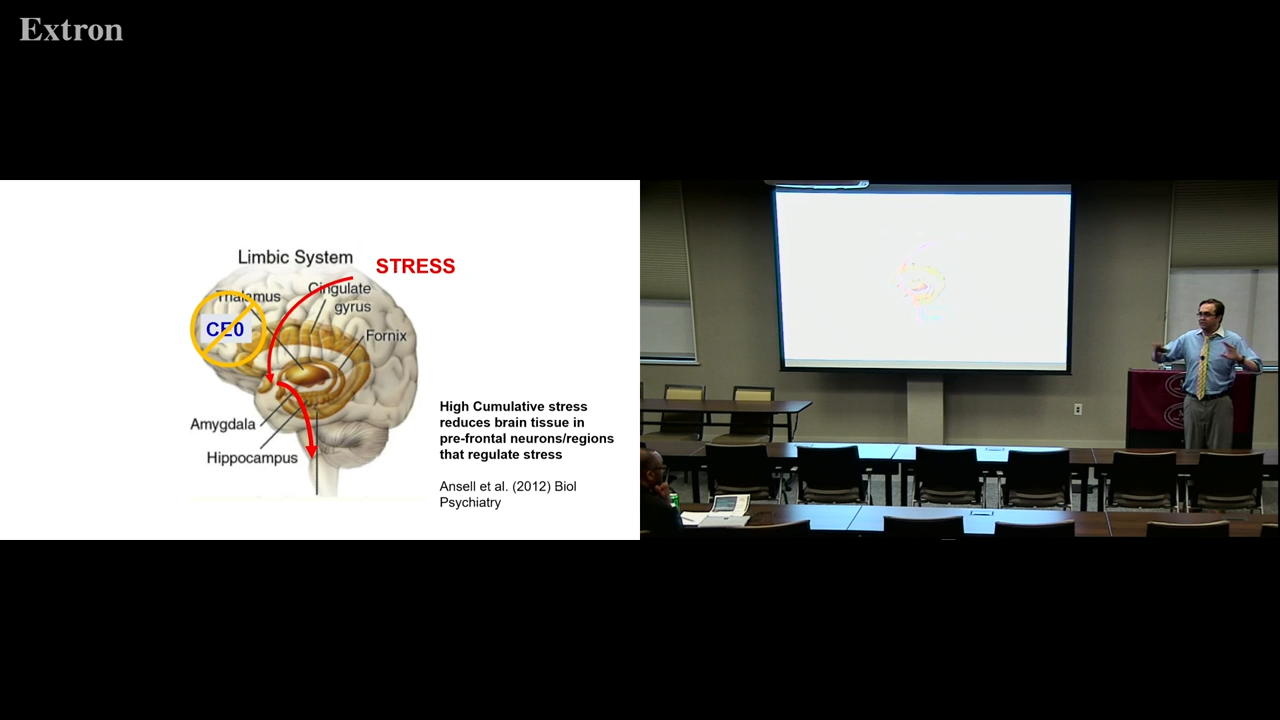 Extron
Limbic System
STRESS
Thalamus
Cingulate
gyrus
CEO
Fornix
Amygdala
Hippocampus
High Cumulative stress
reduces brain tissue in
pre-frontal neurons/regions
that regulate stress
Ansell et al. (2012) Biol
Psychiatry